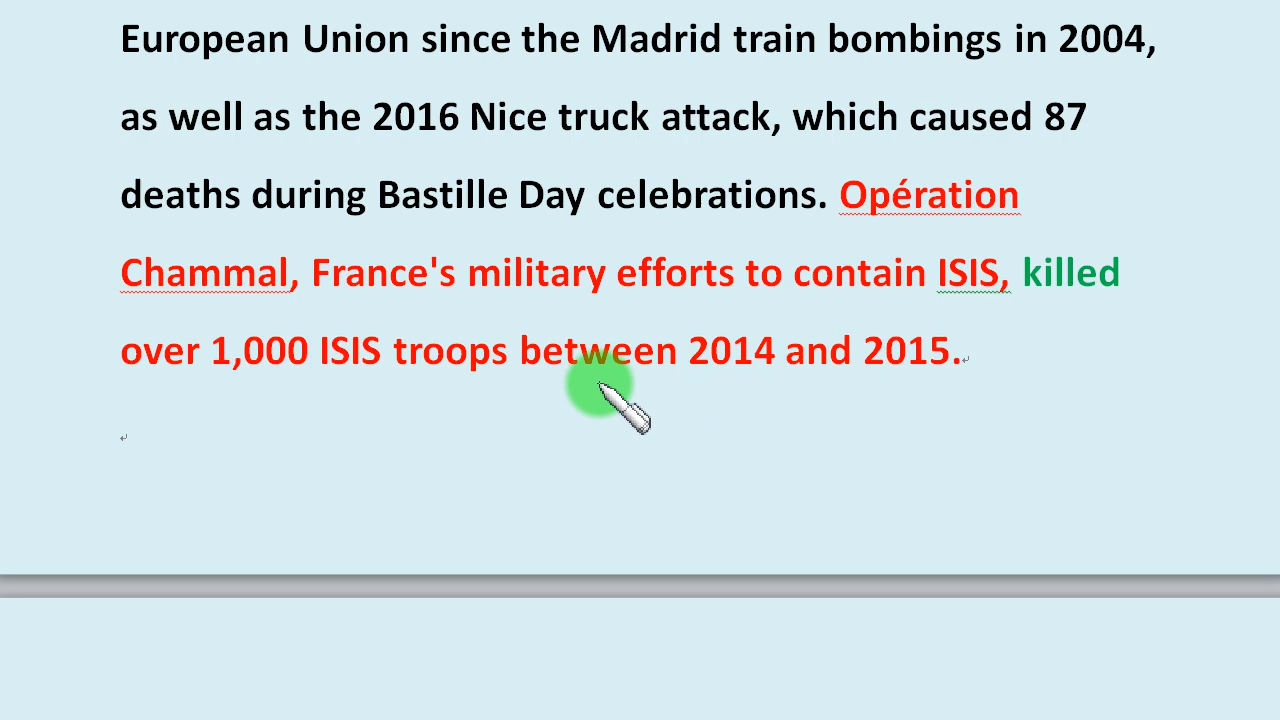 European Union since the Madrid train bombings in 2004,
as well as the 2016 Nice truck attack, which caused 87
deaths during Bastille Day celebrations. Opération
Chammal, France's military efforts to contain ISIS, killed
over 1,000 ISIS troops between 2014 and 2015.